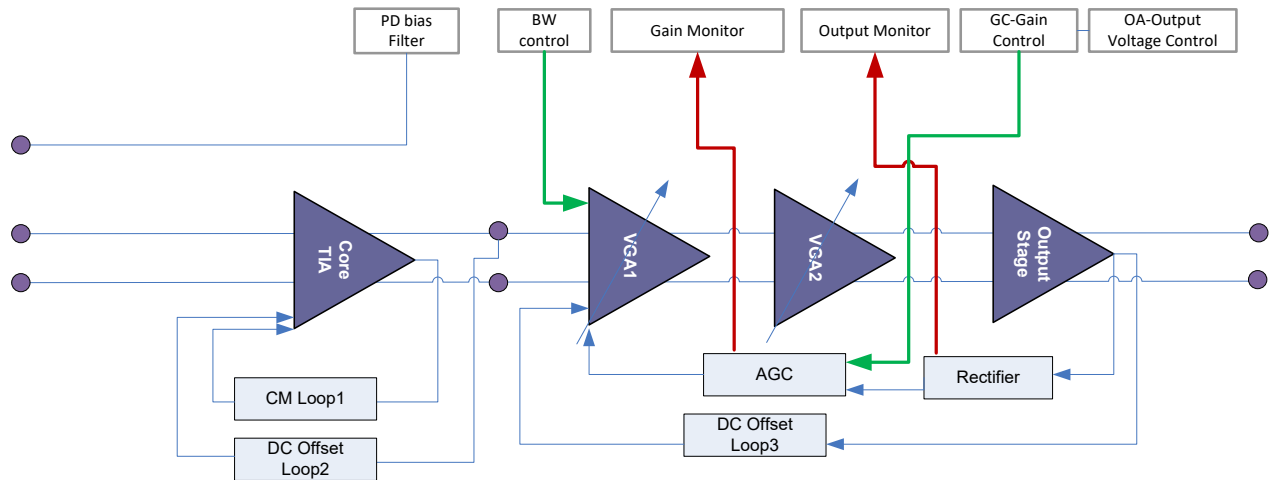 PD bias
Filter
BW
control
Gain Monitor
Output Monitor
GC-Gain
Control
OA-Output
Voltage Control
Core
TIA
VGA1
VGA2
Output
Stage
AGC
Rectifier
CM Loop1
DC Offset
Loop2
DC Offset
Loop3